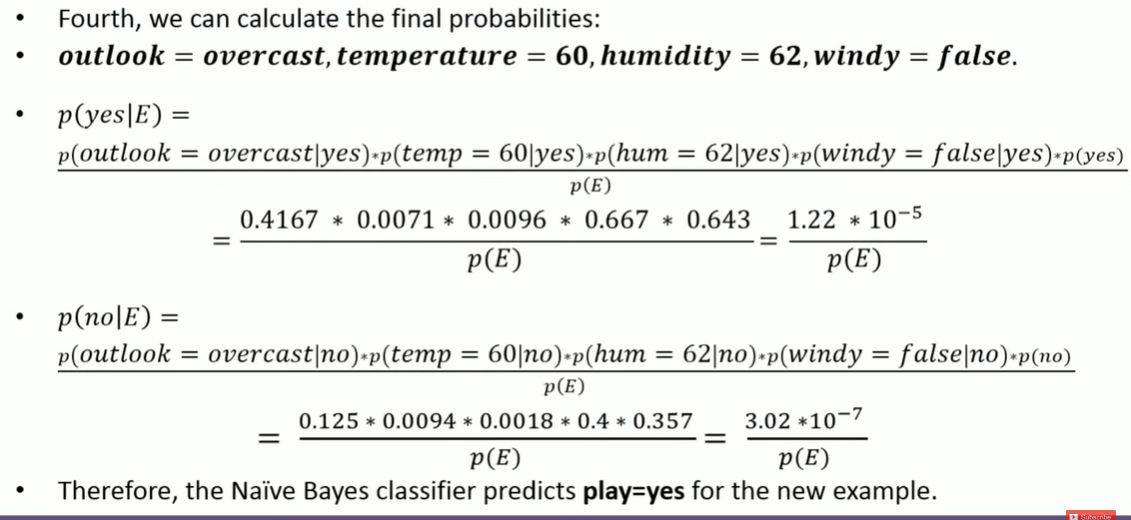 • Fourth, we can calculate the final probabilities:
• outlook = overcast, temperature = 60, humidity = 62, windy = false.
• p(yes|E) =
p(outlook = overcast|yes)*p(temp = 60|yes)*p(hum = 62|yes)*p(windy = false|yes)*p(yes)
p(E)
= 0.4167 * 0.0071 * 0.0096 * 0.667 * 0.643 = 1.22 * 10⁻⁵
p(E) p(E)
• p(no|E) =
p(outlook = overcast|no)*p(temp = 60|no)*p(hum = 62|no)*p(windy = false|no)*p(no)
p(E)
= 0.125 * 0.0094 * 0.0018 * 0.4 * 0.357 = 3.02 *10⁻⁷
p(E) p(E)
• Therefore, the Naïve Bayes classifier predicts play=yes for the new example.
Subscribe